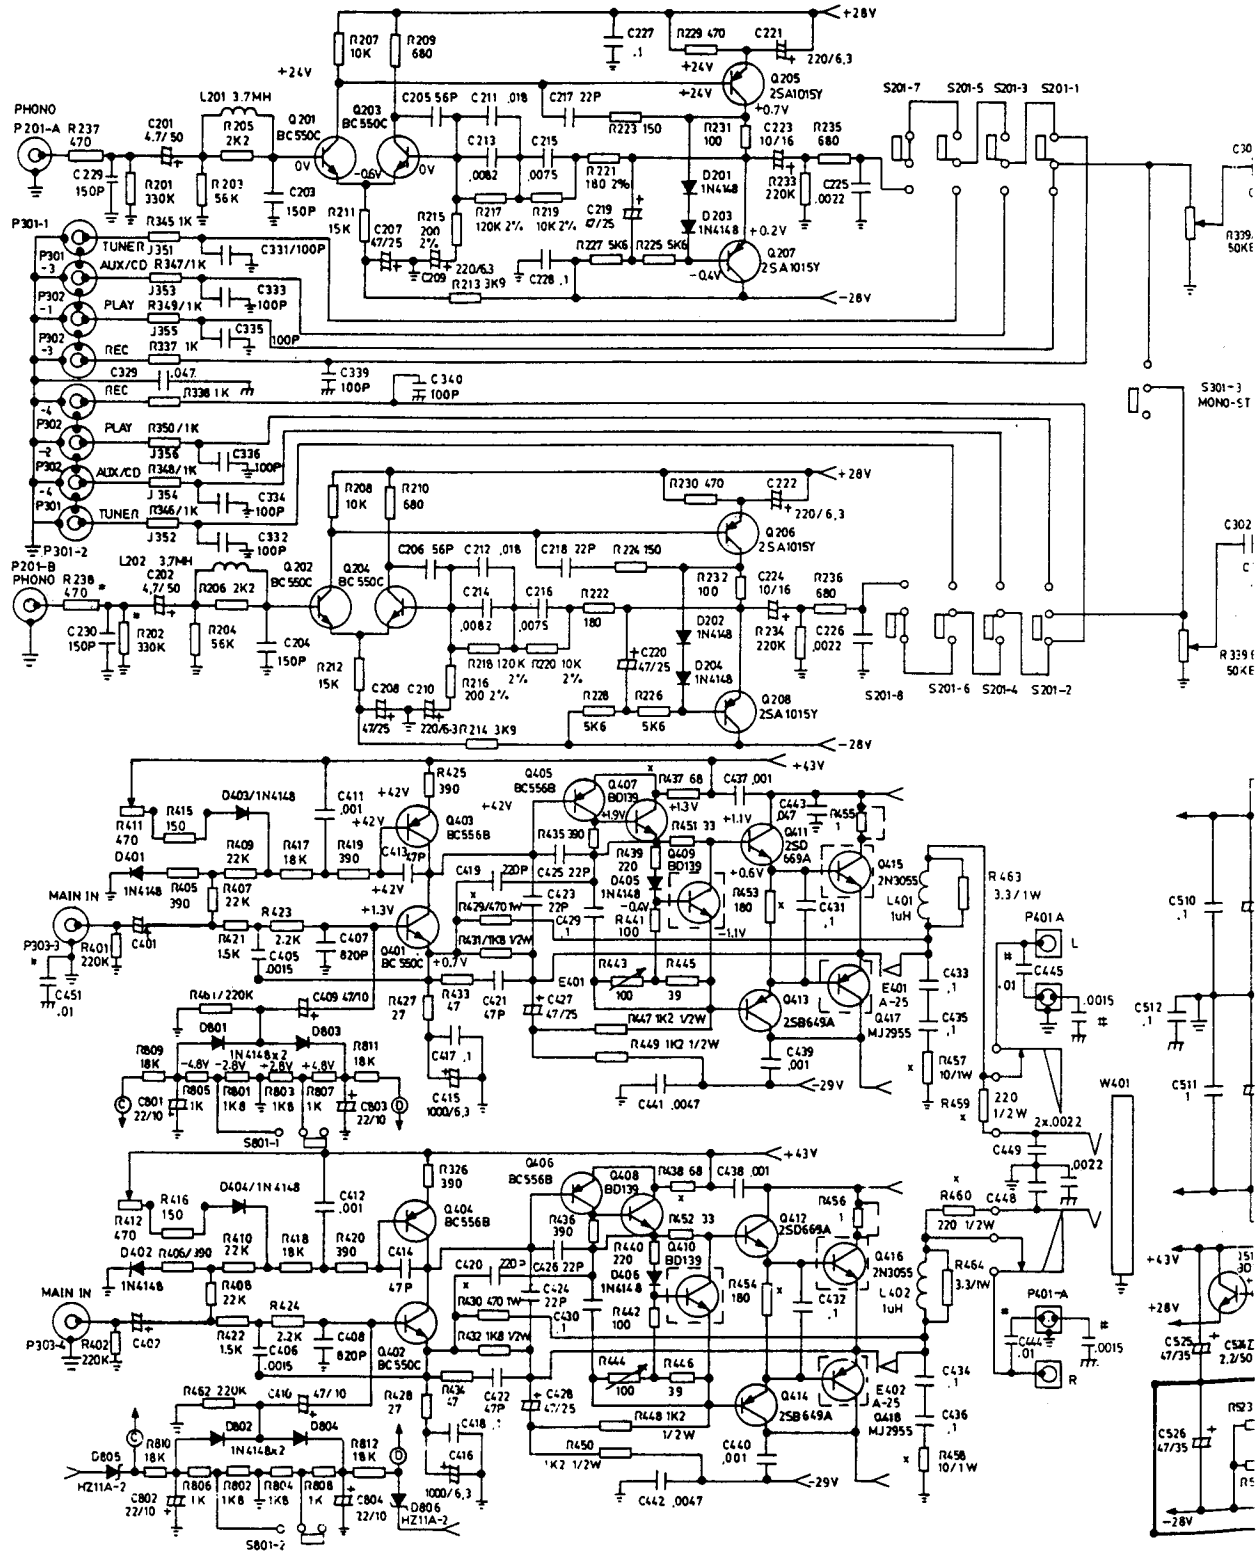 +28V
R207 10K
R209 680
C227 .1
R229 470
C221 220/6,3
+24V
+24V
+24V
Q205 2SA1015Y
+0.7V
S201-7
S201-5
S201-3
S201-1
L201 3.7MH
C205 56P
C211 .018
C217 22P
PHONO
P201-A
R237 470
C201 4.7/50
R205 2K2
Q201 BC550C
Q203 BC550C
R223 150
R231 100
C223 10/16
R235 680
0V
-0.6V
0V
C213 .0082
C215 .0075
R221 180 2%
D201 1N4148
R233 220K
C225 .0022
C229 150P
R201 330K
R203 56K
C203 150P
R211 15K
C207 47/25
R215 200 2%
R217 120K 2%
R219 10K 2%
C219 47/25
D203 1N4148
+0.2V
Q207 2SA1015Y
-0.4V
R227 5K6
R225 5K6
C209 220/6.3
C228 .1
R213 3K9
-28V
P301-1
R345 1K
TUNER
J351
C331/100P
P301 -3
AUX/CD
R347/1K
J353
C333 100P
P302 -1
PLAY
R349/1K
J355
C335 100P
P302 -3
REC
R337 1K
C329 .047
C339 100P
C340 100P
REC
R338 1K
-4
P302
PLAY
R350/1K
J356
C336 100P
-2
P302
AUX/CD
R348/1K
J354
C334 100P
-4
P301
TUNER
R346/1K
J352
C332 100P
P301-2
S301-3
MONO-ST
R339
50KB
C302
+28V
R208 10K
R210 680
R230 470
C222 220/6,3
Q206 2SA1015Y
P201-B
PHONO
R238 470
L202 3.7MH
C202 4,7/50
R206 2K2
Q202 BC550C
Q204 BC550C
C206 56P
C212 .018
C218 22P
R224 150
R232 100
C224 10/16
R236 680
C214 .0082
C216 .0075
R222 180
D202 1N4148
R234 220K
C226 .0022
C230 150P
R202 330K
R204 56K
C204 150P
R212 15K
R218 120K 2%
R220 10K 2%
C220 47/25
D204 1N4148
R216 200 2%
C208 47/25
C210 220/6.3
R228 5K6
R226 5K6
Q208 2SA1015Y
R214 3K9
-28V
S201-8
S201-6
S201-4
S201-2
R339
50KB
+43V
R425 390
Q405 BC556B
Q407 BD139
R437 68
C437 .001
R411 470
R415 150
D403/1N4148
C411 .001
+42V
+42V
+42V
Q403 BC556B
+1.9V
+1.3V
+1.1V
C443 .047
R455 1
D401 1N4148
R409 22K
R417 18K
R419 390
C413 47P
R435 390
R451 33
Q411 2SD 669A
R405 390
R407 22K
C419 220P
C425 22P
R439 220
Q409 BD139
+0.6V
Q415 2N3055
MAIN IN
P303-3
R423 2.2K
R421 1.5K
+1.3V
R429/470 1W
C423 22P
D405 1N4148
-0.4V
R453 180
L401 1uH
R463 3.3/1W
C510 .1
R401 220K
C401
C405 .0015
C407 820P
Q401 BC550C
+0.7V
R431/1K8 1/2W
C429 .1
R441 100
-1.1V
C431 .1
P401 A
L
C451 .01
R461/220K
C409 47/10
R427 27
R433 47
C421 47P
E401
C427 47/25
R443 100
R445 39
Q413 2SB649A
E401 A-25
Q417 MJ2955
C433 .1
C435 .1
C445 .01
.0015
C512 .1
D801
D803
1N4148x2
R809 18K
R811 18K
-4.8V
-2.8V
+2.8V
+4.8V
R805 1K
R801 1K8
R803 1K8
R807 1K
C801 22/10
C803 22/10
C
D
S801-1
C417 .1
C415 1000/6,3
R447 1K2 1/2W
R449 1K2 1/2W
C441 .0047
C439 .001
-29V
R457 10/1W
R459
220 1/2W
2x.0022
C449
.0022
C448
W401
C511 .1
+43V
R326 390
Q406 BC556B
Q408 BD139
R438 68
C438 .001
R412 470
R416 150
D404/1N4148
C412 .001
Q404 BC556B
R436 390
R452 33
Q412 2SD669A
R456 1
R460 220 1/2W
D402 1N4148
R406/390
R410 22K
R418 18K
R420 390
C414 47P
C420 220P
C426 22P
R440 220
Q410 BD139
Q416 2N3055
R464 3.3/1W
R408 22K
R430 470 1W
C424 22P
D406 1N4148
R454 180
L402 1uH
MAIN IN
P303-4
R402 220K
C407
R424 2.2K
R422 1.5K
C406 .0015
C408 820P
Q402 BC550C
R432 1K8 1/2W
C430 .1
R442 100
C432 .1
P401-A
C444 .01
.0015
R
R462 220K
C410 47/10
R428 27
R434 47
C422 47P
C428 47/25
R444 100
R446 39
Q414 2SB649A
E402 A-25
Q418 MJ2955
C434 .1
C436 .1
R458 10/1W
D802
D804
1N4148x2
C
D
D805 HZ11A-2
R810 18K
R812 18K
R806 1K
R802 1K8
R804 1K8
R808 1K
C802 22/10
C804 22/10
S801-2
C418 .1
C416 1000/6,3
D806 HZ11A-2
R448 1K2 1/2W
R450 1K2 1/2W
C440 .001
C442 .0047
-29V
+43V
+28V
C525 47/35
2,2/50
C526 47/35
R523
-28V